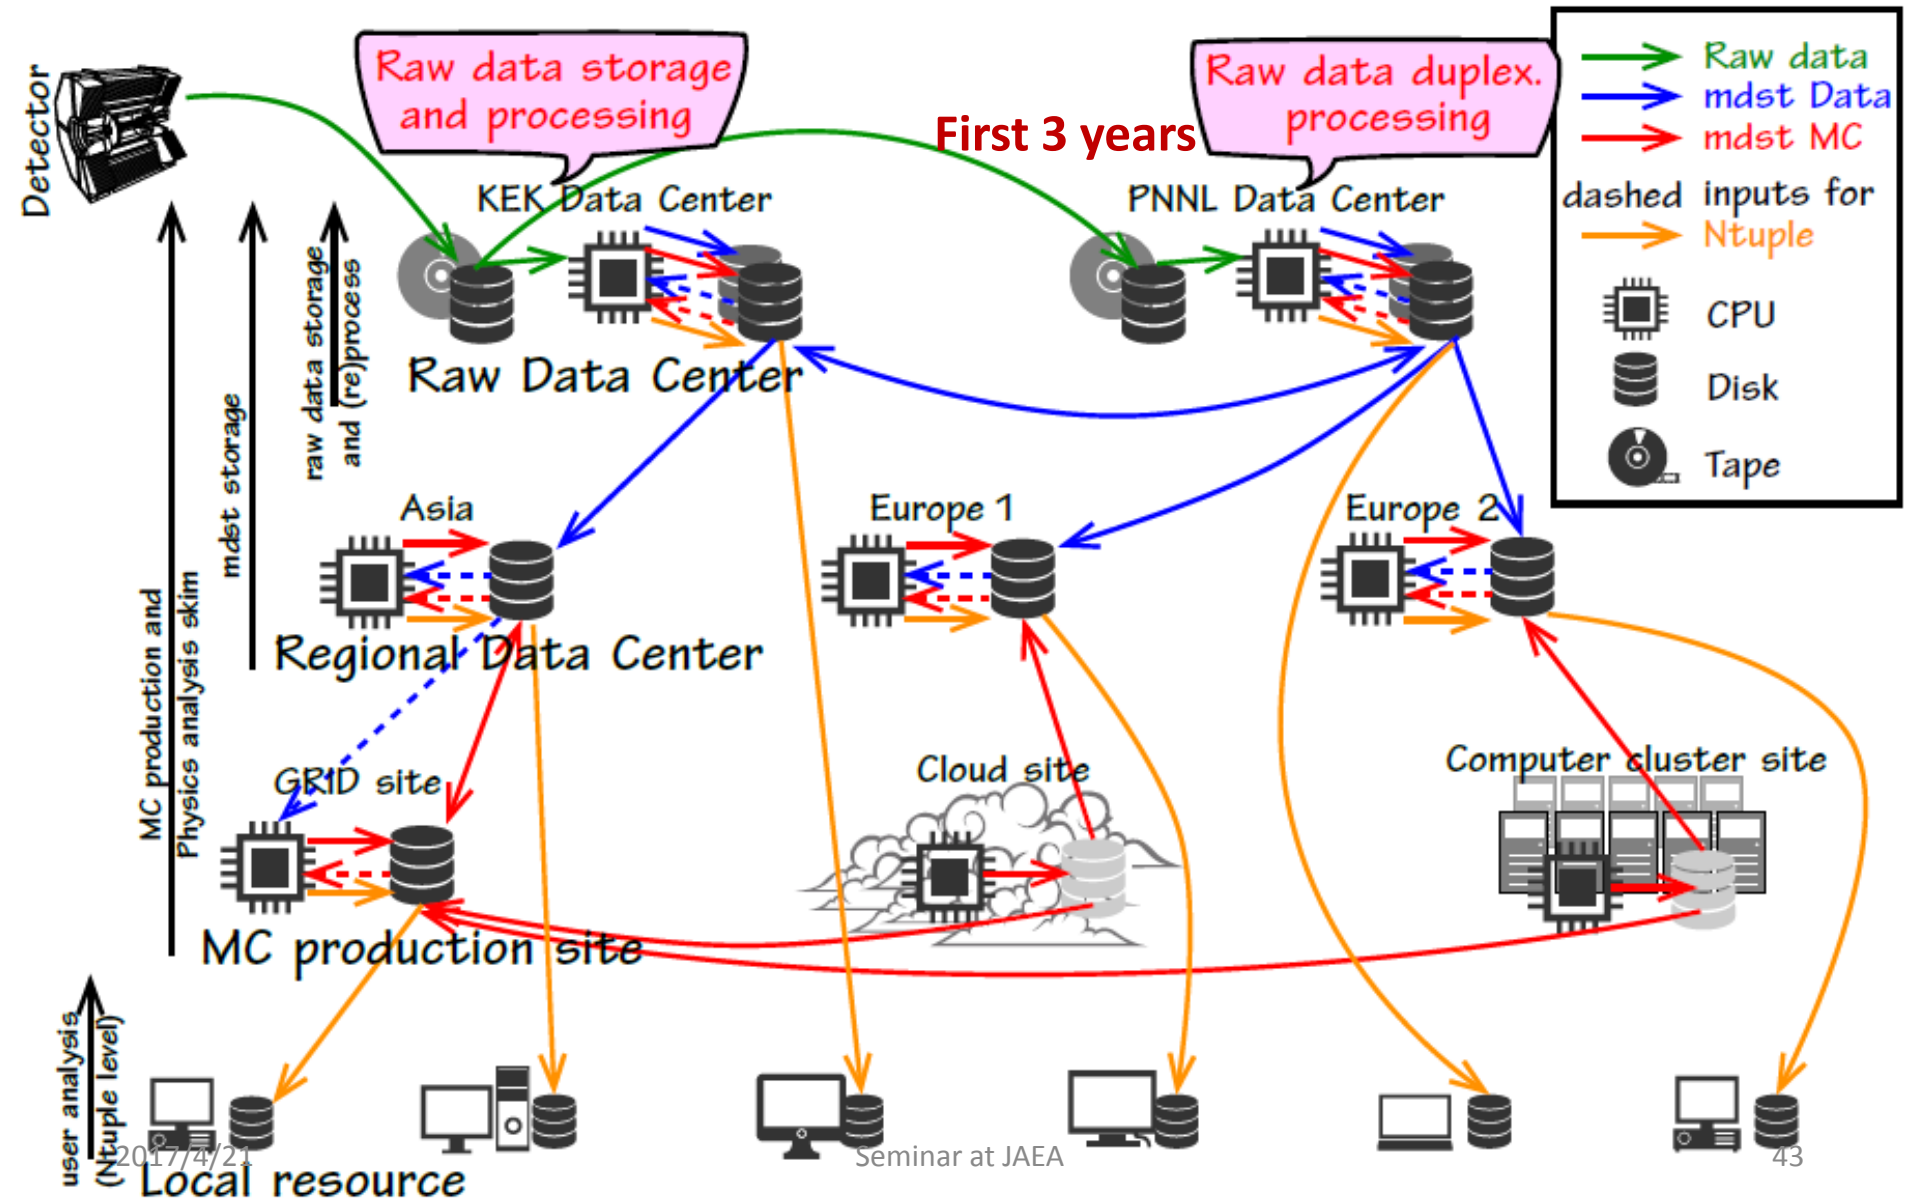 Detector
Raw data storage
and processing
First 3 years
Raw data duplex.
processing
Raw data
mdst Data
mdst MC
dashed inputs for
Ntuple
CPU
Disk
Tape
KEK Data Center
PNNL Data Center
raw data storage
and (re)process
Raw Data Center
mdst storage
Asia
Europe 1
Europe 2
Regional Data Center
MC production and
Physics analysis skim
GRID site
Cloud site
Computer cluster site
MC production site
user analysis
(Ntuple level)
2017/4/21
Seminar at JAEA
43
Local resource